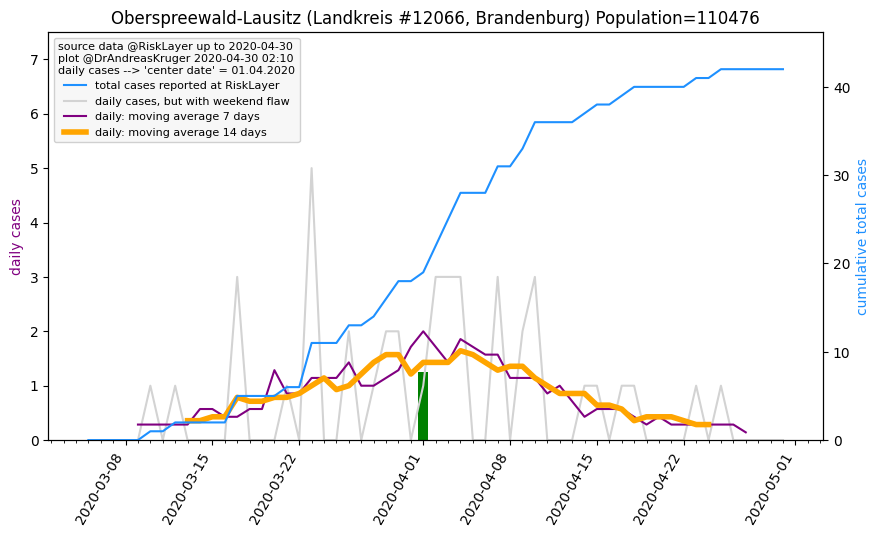 Oberspreewald-Lausitz (Landkreis #12066, Brandenburg) Population=110476
source data @RiskLayer up to 2020-04-30
plot @DrAndreasKruger 2020-04-30 02:10
daily cases --> 'center date' = 01.04.2020
total cases reported at RiskLayer
daily cases, but with weekend flaw
daily: moving average 7 days
daily: moving average 14 days
daily cases
7
6
5
4
3
2
1
0
cumulative total cases
40
30
20
10
0
2020-03-08
2020-03-15
2020-03-22
2020-04-01
2020-04-08
2020-04-15
2020-04-22
2020-05-01